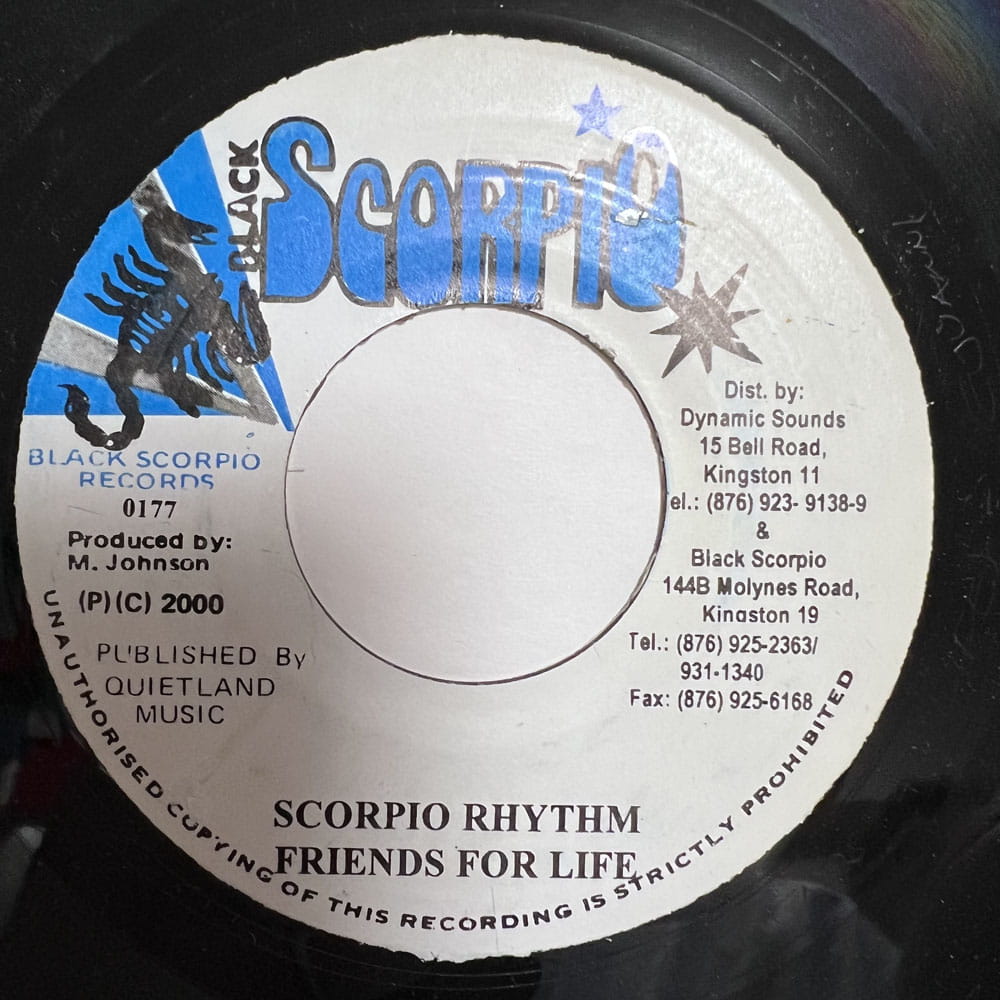 BLACK
SCORPIO
BLACK SCORPIO
RECORDS
0177
Produced by:
M. Johnson
(P)(C) 2000
PUBLISHED By
QUIETLAND
MUSIC
Dist. by:
Dynamic Sounds
15 Bell Road,
Kingston 11
el.: (876) 923- 9138-9
&
Black Scorpio
144B Molynes Road,
Kingston 19
Tel.: (876) 925-2363/
931-1340
Fax: (876) 925-6168
SCORPIO RHYTHM
FRIENDS FOR LIFE
UNAUTHORISED COPYING OF THIS RECORDING IS STRICTLY PROHIBITED